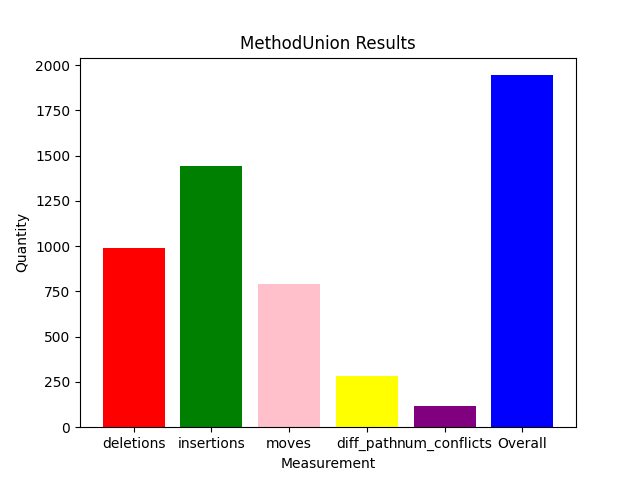 MethodUnion Results
2000
1750
1500
1250
1000
750
500
250
0
Quantity
deletions insertions moves diff_path num_conflicts Overall
Measurement